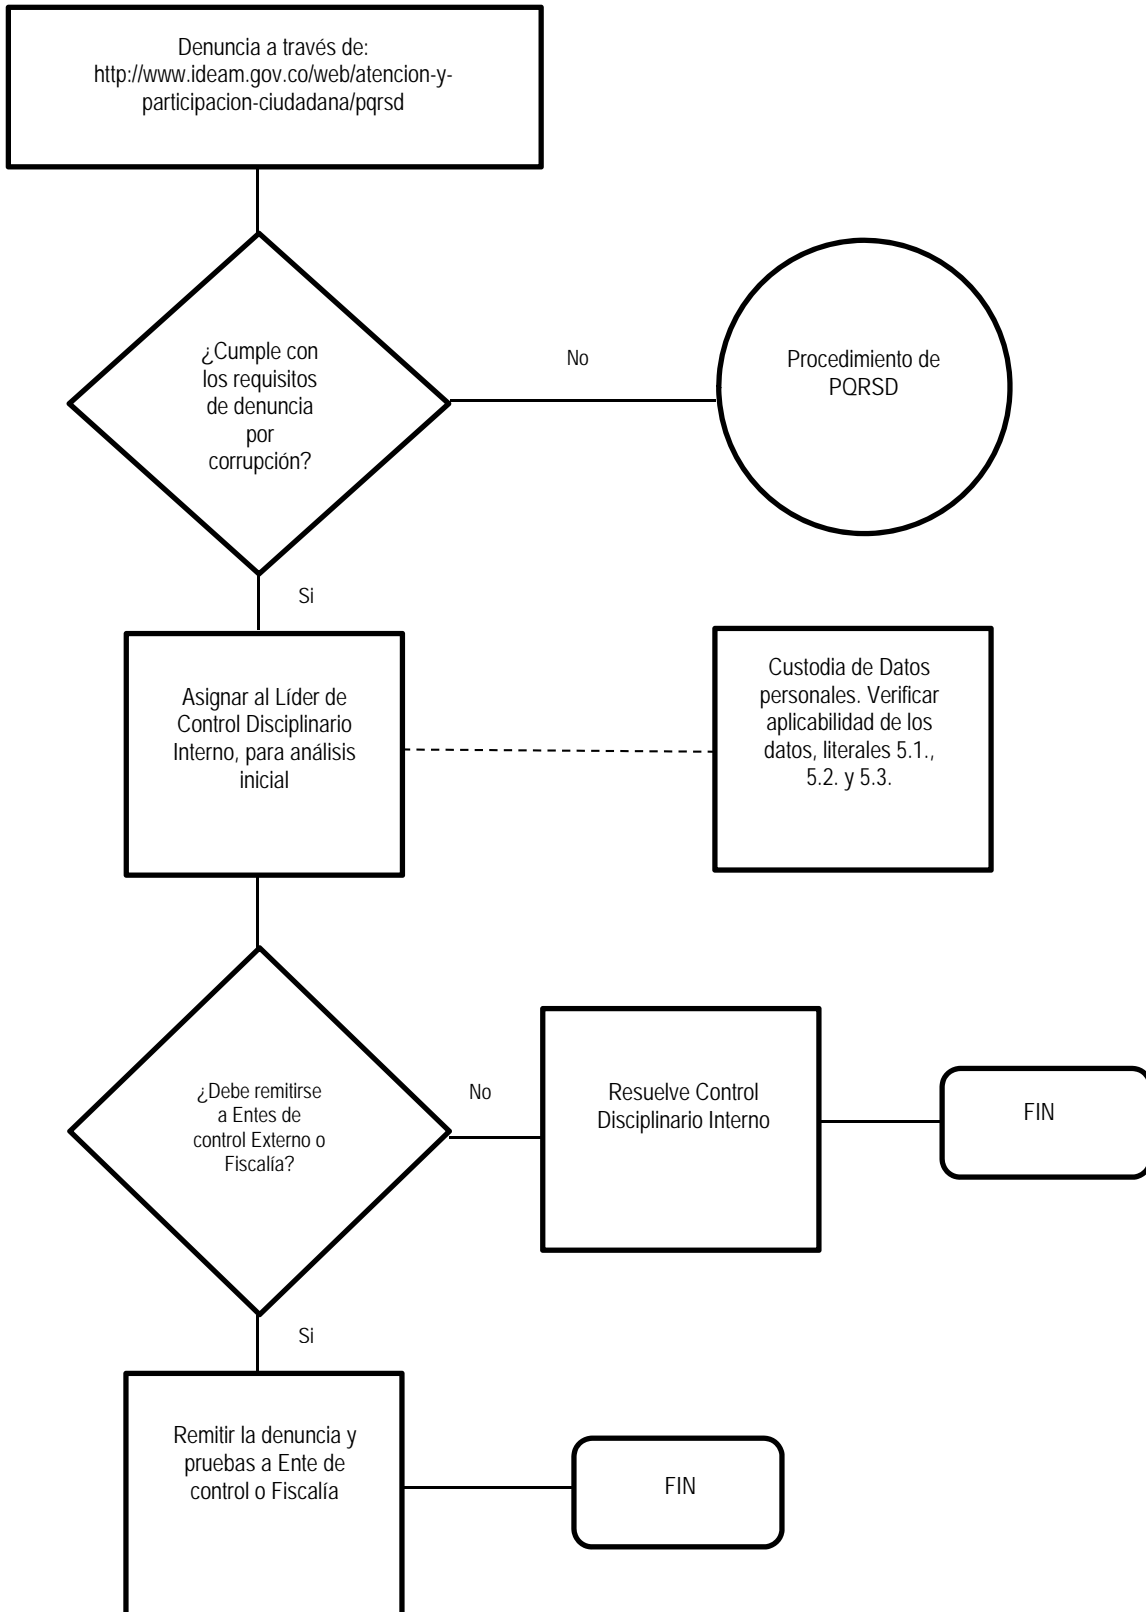 Denuncia a través de:
http://www.ideam.gov.co/web/atencion-y-
participacion-ciudadana/pqrsd
¿Cumple con
los requisitos
de denuncia
por
corrupción?
No
Procedimiento de
PQRSD
Si
Asignar al Líder de
Control Disciplinario
Interno, para análisis
inicial
Custodia de Datos
personales. Verificar
aplicabilidad de los
datos, literales 5.1.,
5.2. y 5.3.
¿Debe remitirse
a Entes de
control Externo o
Fiscalía?
No
Resuelve Control
Disciplinario Interno
FIN
Si
Remitir la denuncia y
pruebas a Ente de
control o Fiscalía
FIN